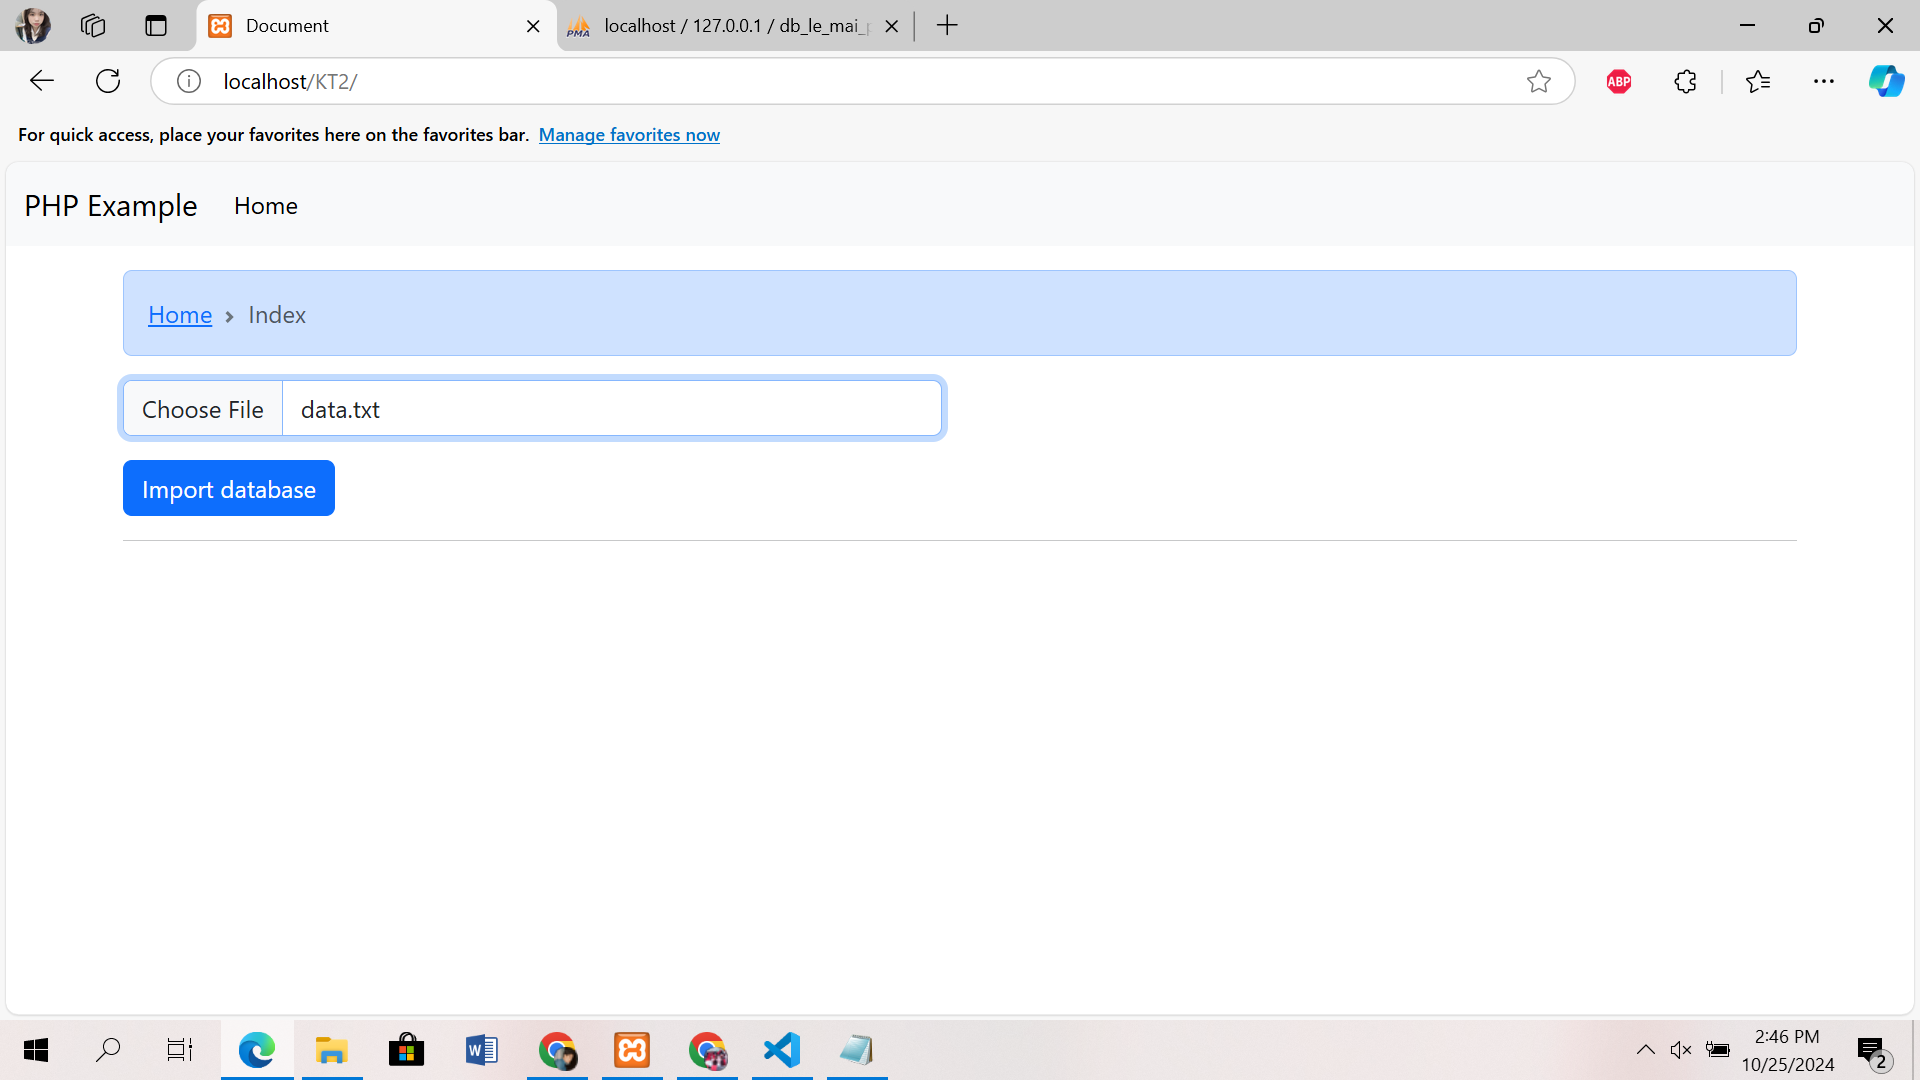 Document
PMA
localhost / 127.0.0.1 / db_le_mai_
localhost/KT2/
ABP
For quick access, place your favorites here on the favorites bar. Manage favorites now
PHP Example Home
Home > Index
Choose File data.txt
Import database
W
2:46 PM
10/25/2024
2